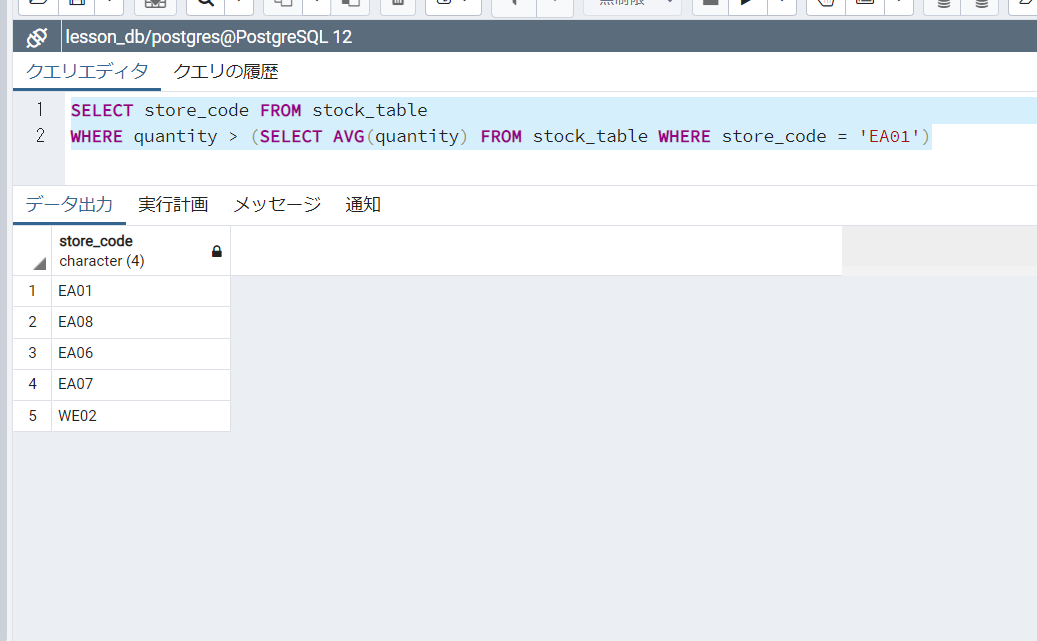 無制限
lesson_db/postgres@PostgreSQL 12
クエリエディタ クエリの履歴
1 SELECT store_code FROM stock_table
2 WHERE quantity > (SELECT AVG(quantity) FROM stock_table WHERE store_code = 'EA01')
データ出力 実行計画 メッセージ 通知
store_code
character (4)
1 EA01
2 EA08
3 EA06
4 EA07
5 WE02